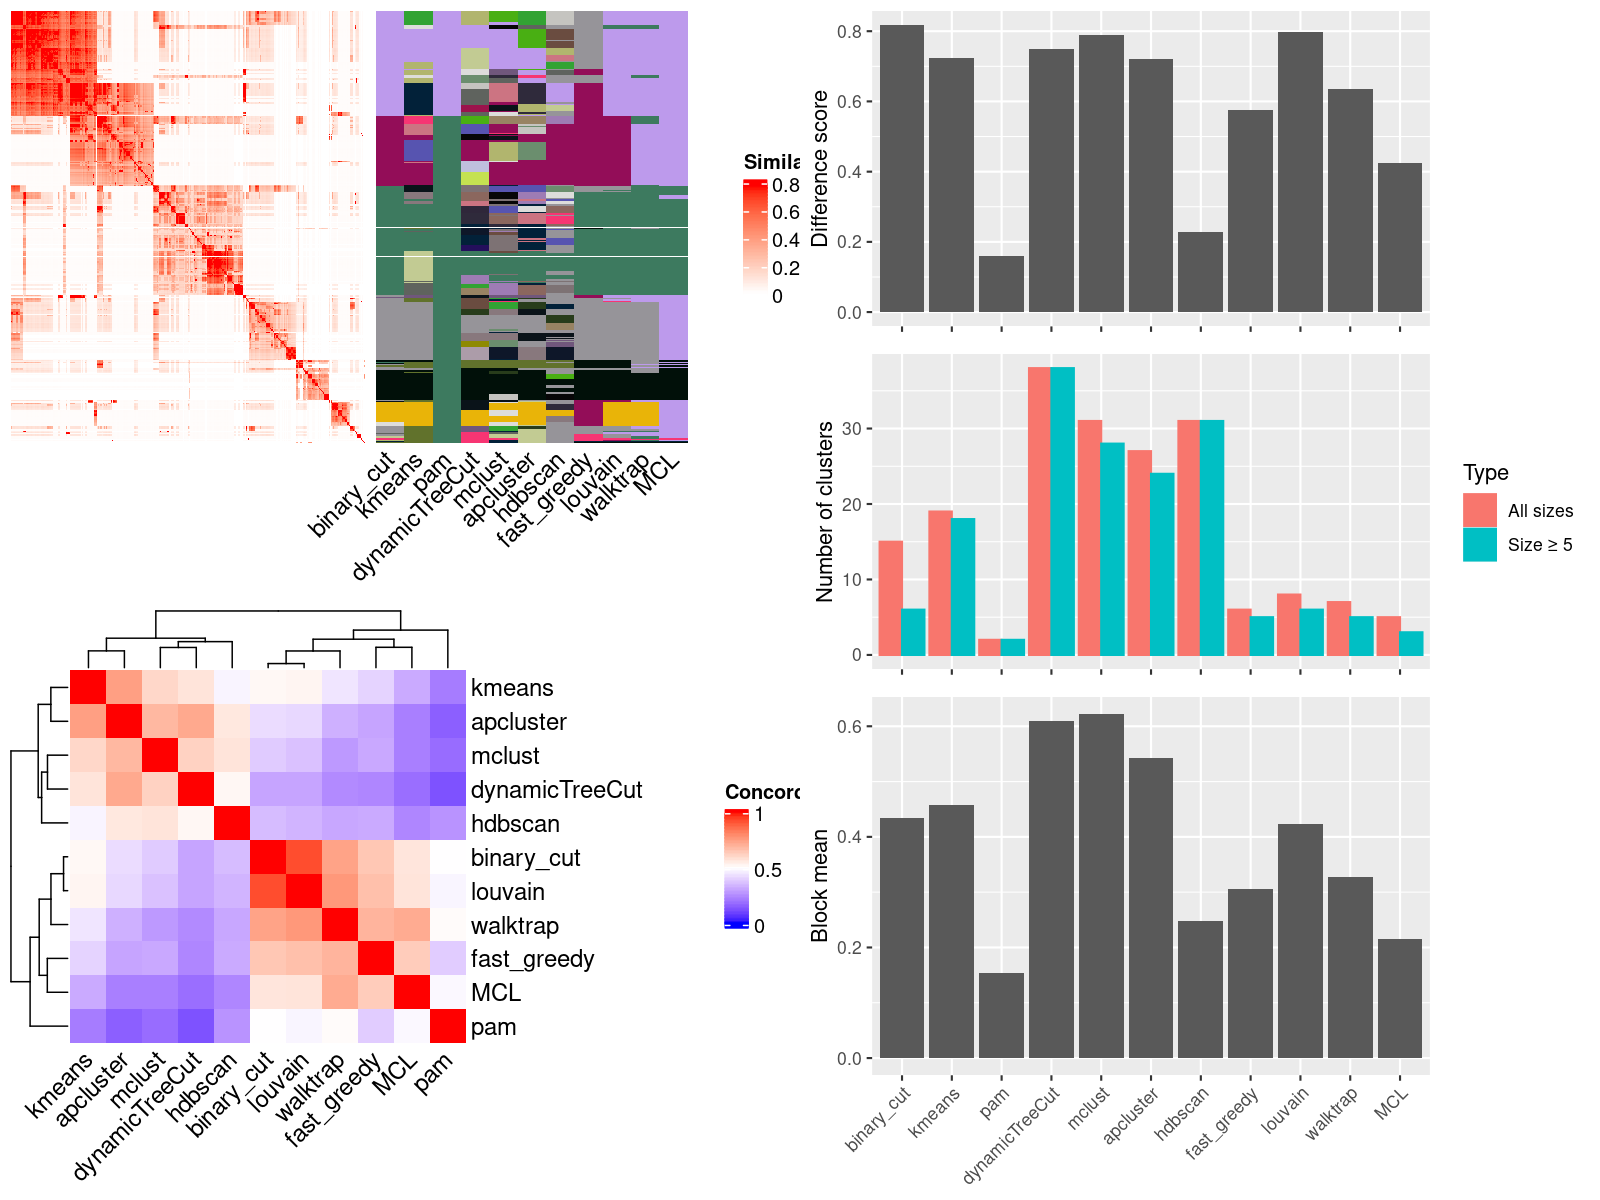 Simila
0.8
0.6
0.4
0.2
0
binary_cut
kmeans
pam
dynamicTreeCut
mclust
apcluster
hdbscan
fast_greedy
louvain
walktrap
MCL
kmeans
apcluster
mclust
dynamicTreeCut
hdbscan
binary_cut
louvain
walktrap
fast_greedy
MCL
pam
Concord
1
0.5
0
kmeans
apcluster
mclust
dynamicTreeCut
hdbscan
binary_cut
louvain
walktrap
fast_greedy
MCL
pam
Difference score
0.8
0.6
0.4
0.2
0.0
Number of clusters
30
20
10
0
Type
All sizes
Size ≥ 5
Block mean
0.6
0.4
0.2
0.0
binary_cut
kmeans
pam
dynamicTreeCut
mclust
apcluster
hdbscan
fast_greedy
louvain
walktrap
MCL